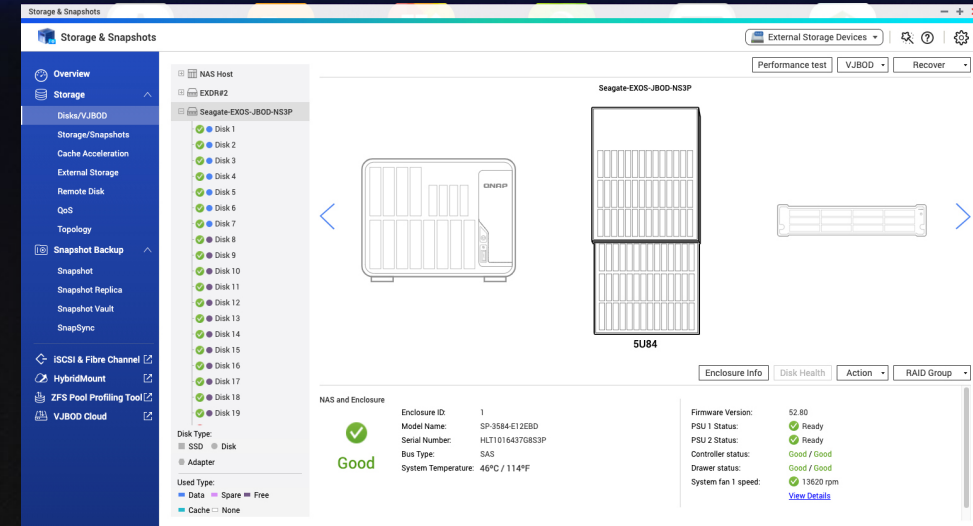 Storage & Snapshots
Storage & Snapshots
External Storage Devices
Performance test
VJBOD
Recover
Overview
Storage
Disks/VJBOD
Storage/Snapshots
Cache Acceleration
External Storage
Remote Disk
QoS
Topology
Snapshot Backup
Snapshot
Snapshot Replica
Snapshot Vault
SnapSync
iSCSI & Fibre Channel
HybridMount
ZFS Pool Profiling Tool
VJBOD Cloud
NAS Host
EXDR#2
Seagate-EXOS-JBOD-NS3P
Disk 1
Disk 2
Disk 3
Disk 4
Disk 5
Disk 6
Disk 7
Disk 8
Disk 9
Disk 10
Disk 11
Disk 12
Disk 13
Disk 14
Disk 15
Disk 16
Disk 17
Disk 18
Disk 19
Disk Type:
SSD Disk
Adapter
Used Type:
Data Spare Free
Cache None
Seagate-EXOS-JBOD-NS3P
QNAP
5U84
Enclosure Info
Disk Health
Action
RAID Group
NAS and Enclosure
Good
Enclosure ID: 1
Model Name: SP-3584-E12EBD
Serial Number: HLT1016437G8S3P
Bus Type: SAS
System Temperature: 46ºC / 114ºF
Firmware Version: 52.80
PSU 1 Status: Ready
PSU 2 Status: Ready
Controller status: Good / Good
Drawer status: Good / Good
System fan 1 speed: 13620 rpm
View Details